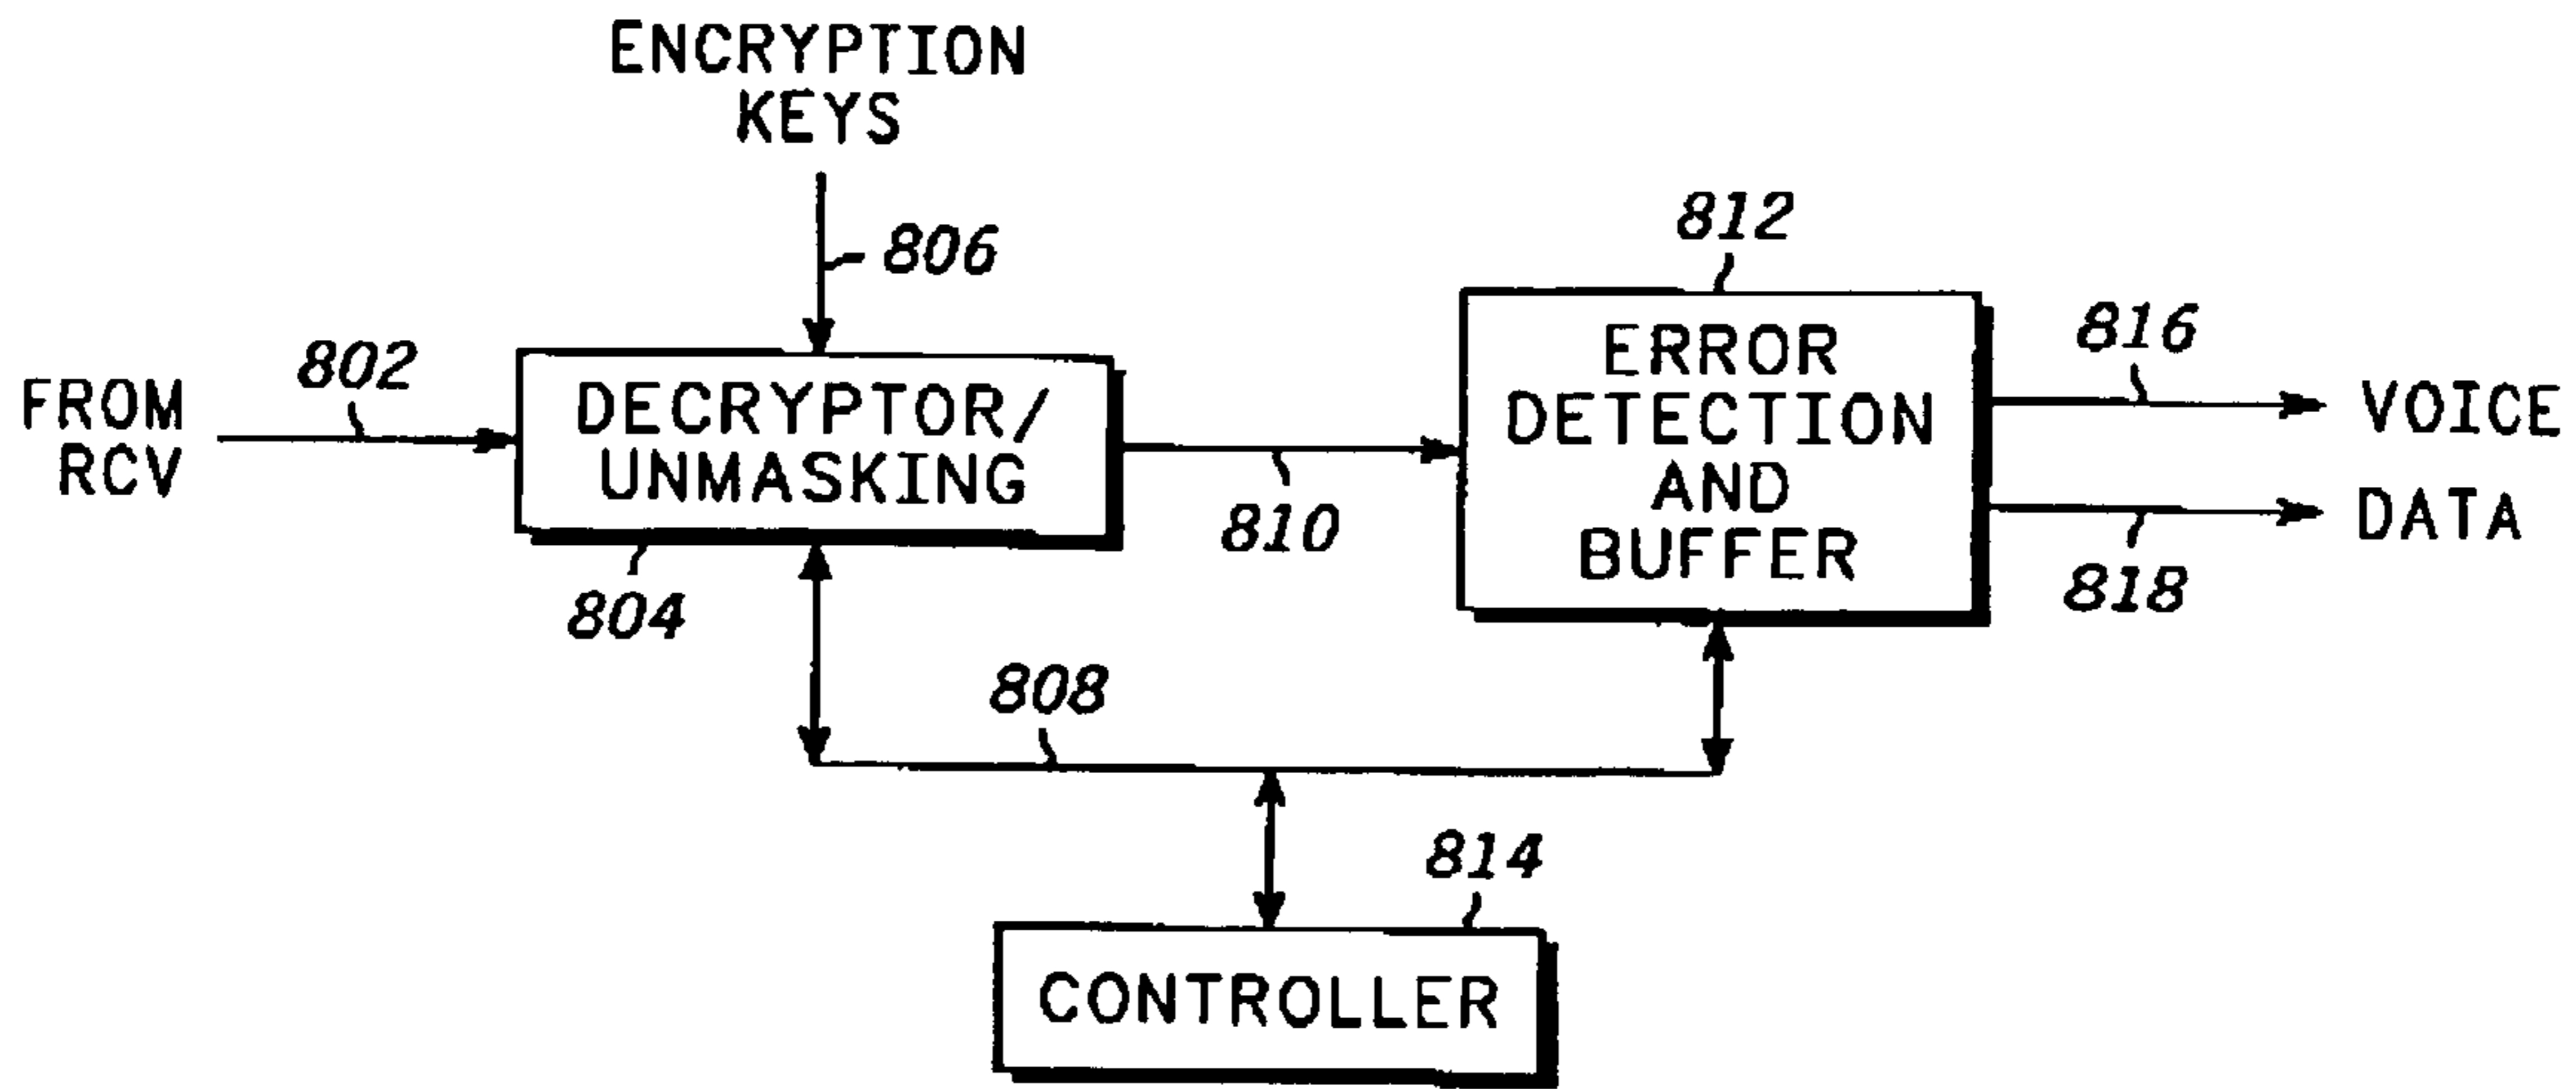 ENCRYPTION
KEYS
806
812
802
816
FROM
RCV
DECRYPTOR/
UNMASKING
ERROR
DETECTION
AND
BUFFER
VOICE
DATA
810
804
818
808
814
CONTROLLER